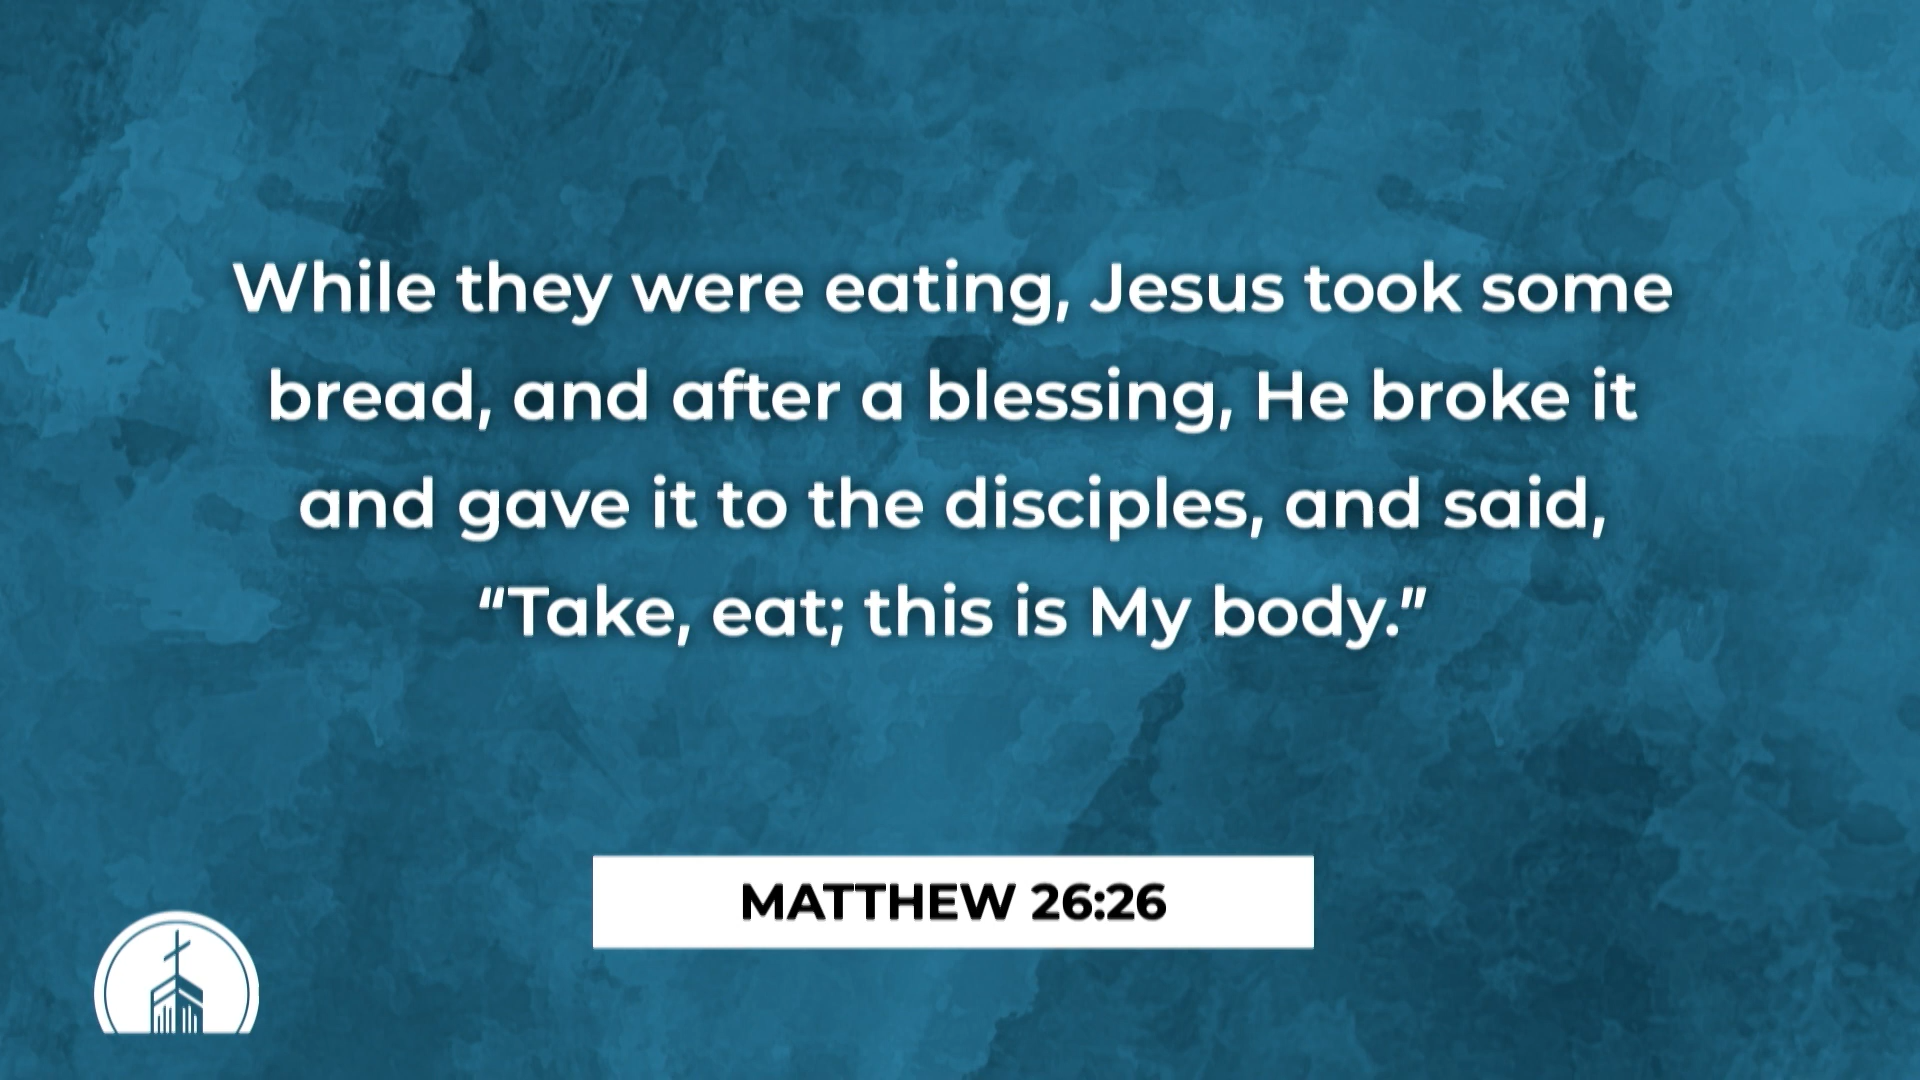 While they were eating, Jesus took some
bread, and after a blessing, He broke it
and gave it to the disciples, and said,
“Take, eat; this is My body.”
MATTHEW 26:26